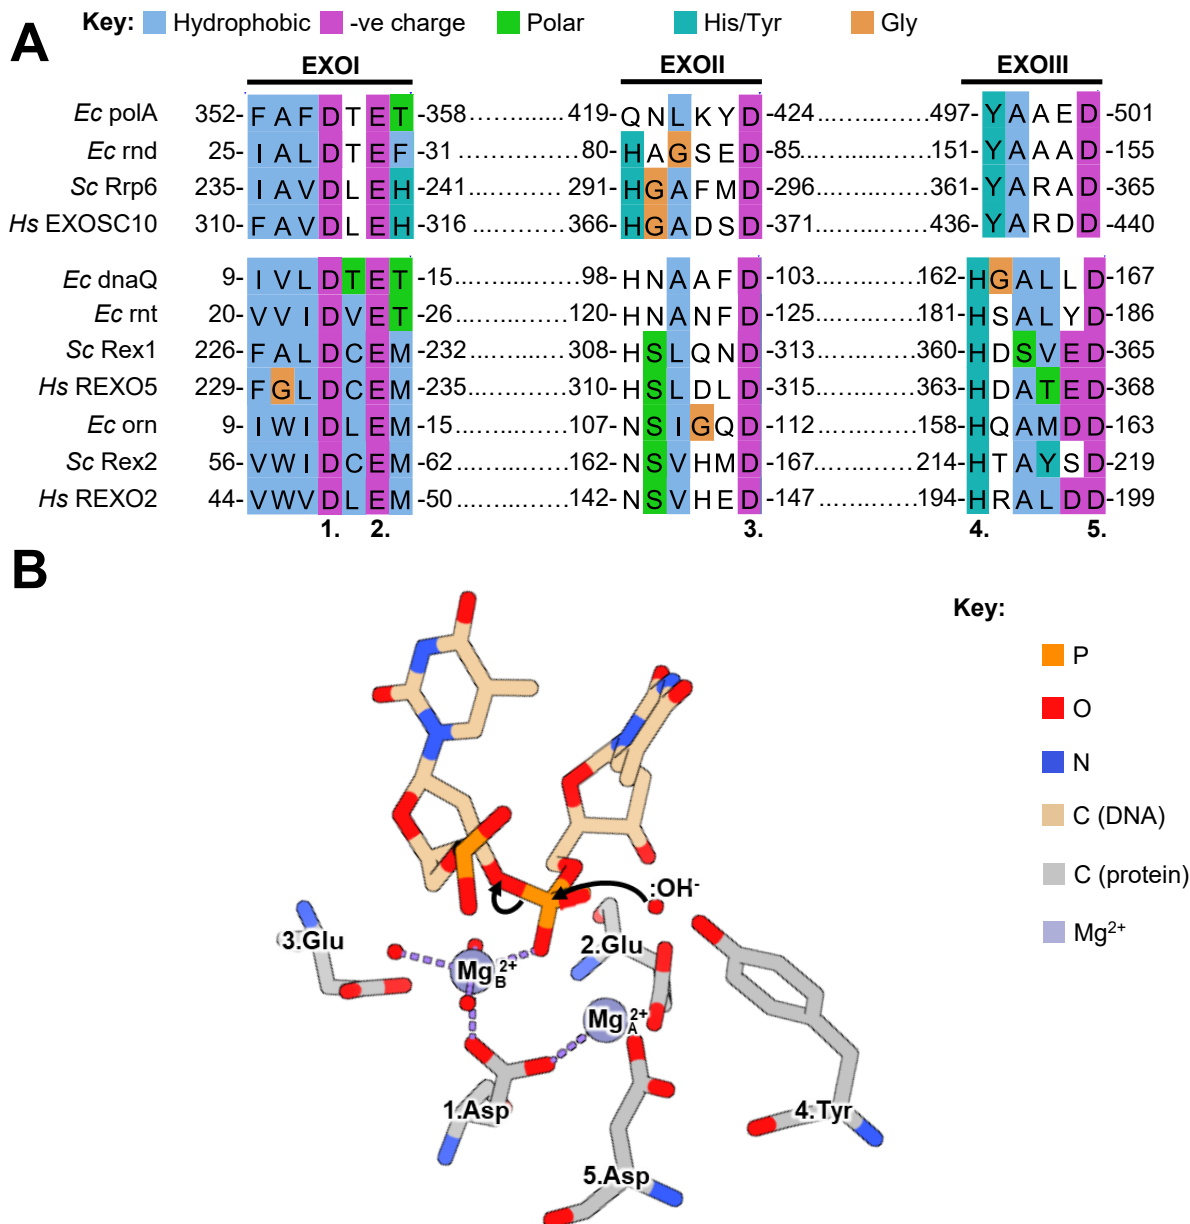 A
Key: Hydrophobic -ve charge Polar His/Tyr Gly
EXOI EXOII EXOIII
Ec polA 352- F A F D T E T -358 ............ 419- Q N L K Y D -424 ................ 497- Y A A E D -501
Ec rnd 25- I A L D T E F -31 ............... 80- H A G S E D -85 ................ 151- Y A A A D -155
Sc Rrp6 235- I A V D L E H -241 ............ 291- H G A F M D -296 ................ 361- Y A R A D -365
Hs EXOSC10 310- F A V D L E H -316 ............ 366- H G A D S D -371 ................ 436- Y A R D D -440
Ec dnaQ 9- I V L D T E T -15 ............... 98- H N A A F D -103 ................ 162- H G A L L D -167
Ec rnt 20- V V I D V E T -26 ............... 120- H N A N F D -125 ................ 181- H S A L Y D -186
Sc Rex1 226- F A L D C E M -232 ............ 308- H S L Q N D -313 ................ 360- H D S V E D -365
Hs REXO5 229- F G L D C E M -235 ............ 310- H S L D L D -315 ................ 363- H D A T E D -368
Ec orn 9- I W I D L E M -15 ............... 107- N S I G Q D -112 ................ 158- H Q A M D D -163
Sc Rex2 56- V W I D C E M -62 ............... 162- N S V H M D -167 ................ 214- H T A Y S D -219
Hs REXO2 44- V W V D L E M -50 ............... 142- N S V H E D -147 ................ 194- H R A L D D -199
1. 2. 3. 4. 5.
B
Key:
P
O
N
C (DNA)
C (protein)
Mg2+
:OH-
3.Glu
2.Glu
MgB2+
MgA2+
1.Asp
4.Tyr
5.Asp